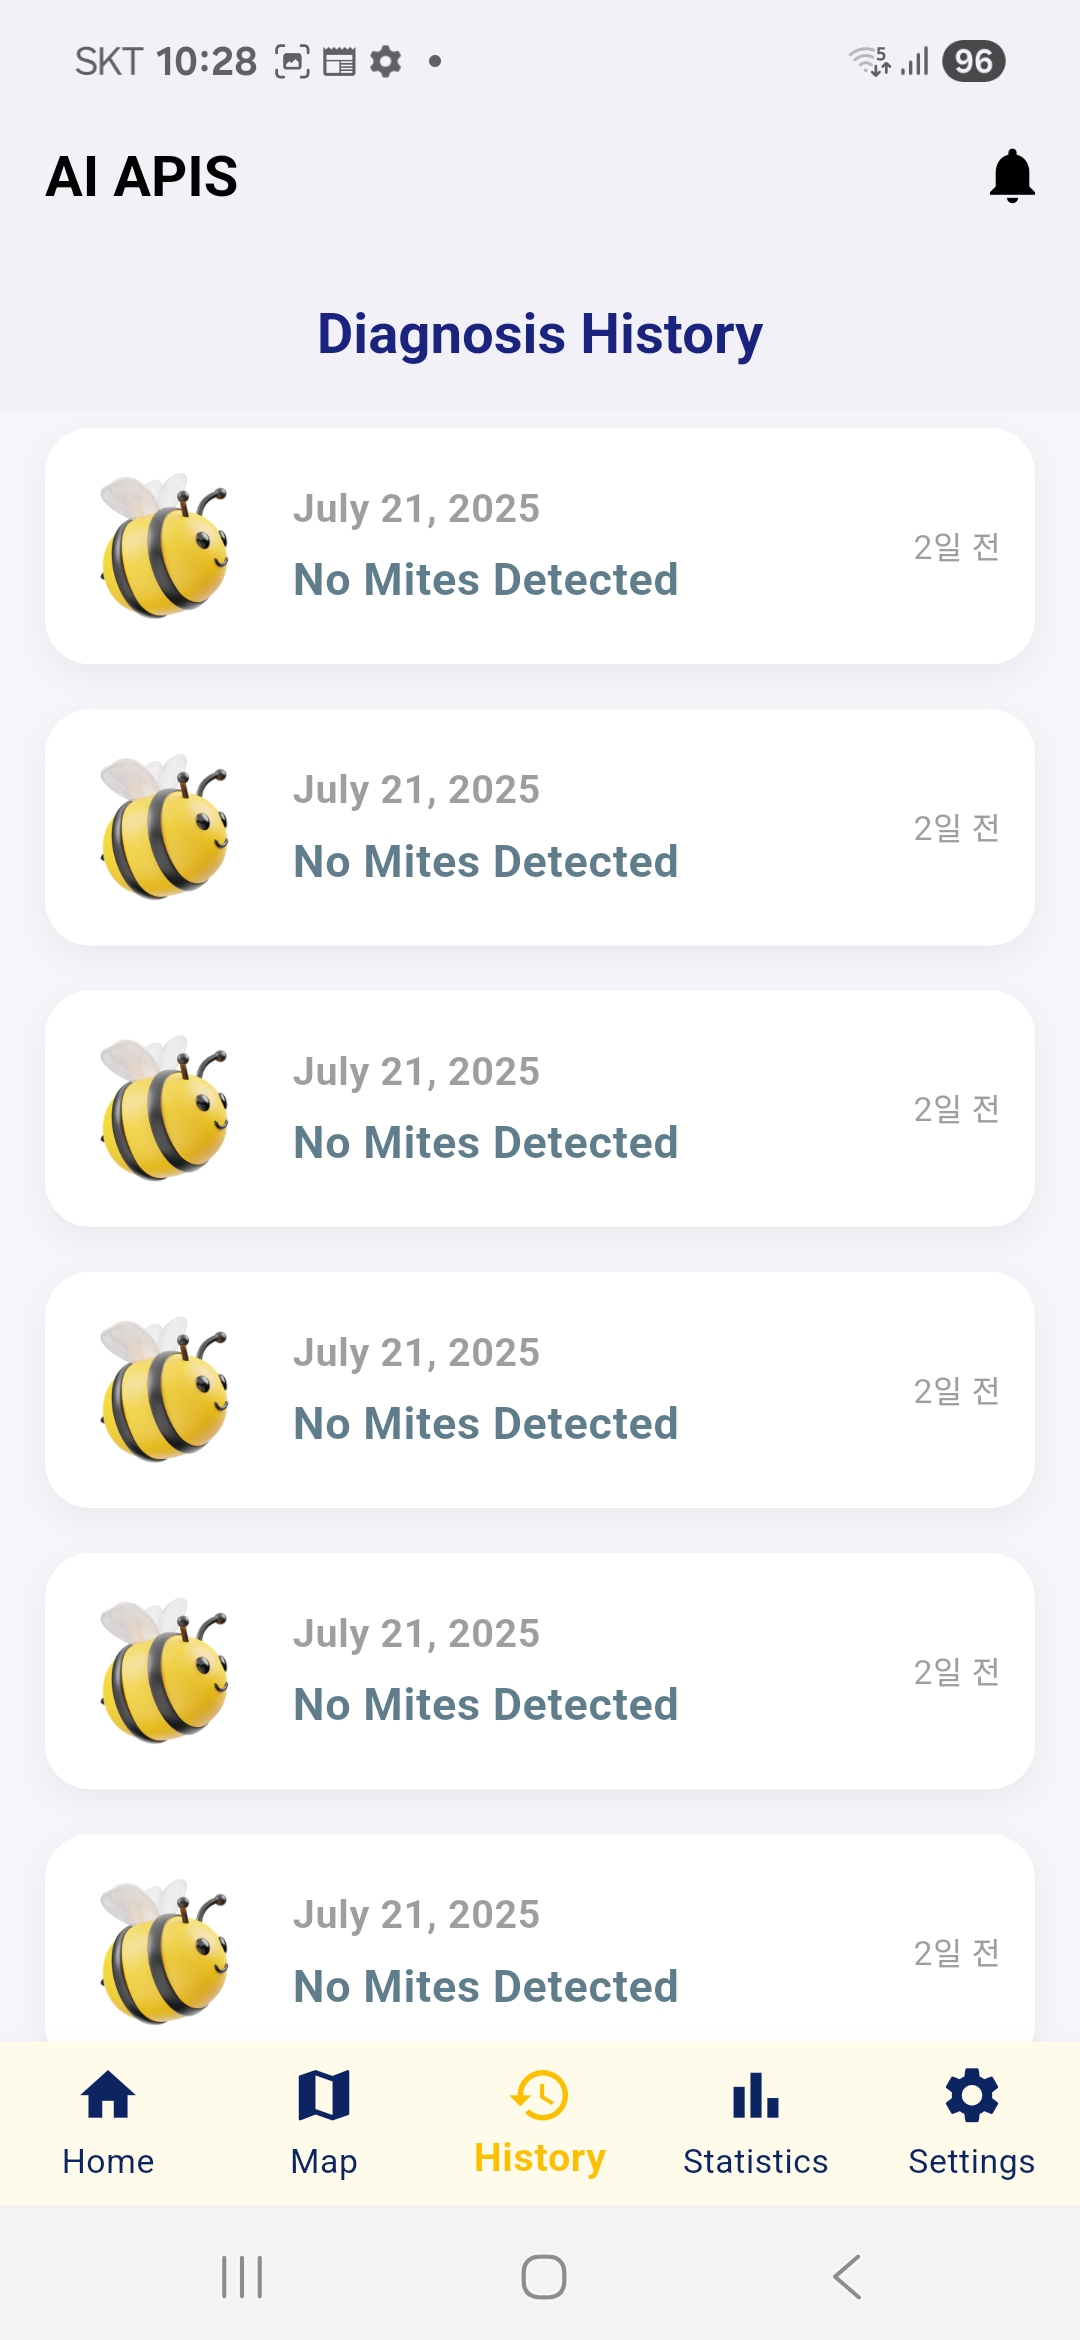 SKT 10:28
5
96
AI APIS
Diagnosis History
July 21, 2025
No Mites Detected
2일 전
July 21, 2025
No Mites Detected
2일 전
July 21, 2025
No Mites Detected
2일 전
July 21, 2025
No Mites Detected
2일 전
July 21, 2025
No Mites Detected
2일 전
July 21, 2025
No Mites Detected
2일 전
Home Map History Statistics Settings